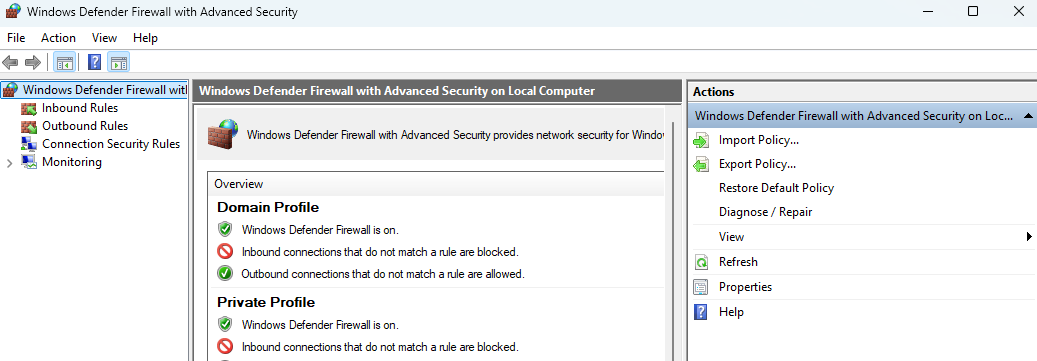 Windows Defender Firewall with Advanced Security
File Action View Help
Windows Defender Firewall with
Inbound Rules
Outbound Rules
Connection Security Rules
Monitoring
Windows Defender Firewall with Advanced Security on Local Computer
Windows Defender Firewall with Advanced Security provides network security for Window
Overview
Domain Profile
Windows Defender Firewall is on.
Inbound connections that do not match a rule are blocked.
Outbound connections that do not match a rule are allowed.
Private Profile
Windows Defender Firewall is on.
Inbound connections that do not match a rule are blocked.
Actions
Windows Defender Firewall with Advanced Security on Loc...
Import Policy...
Export Policy...
Restore Default Policy
Diagnose / Repair
View
Refresh
Properties
Help